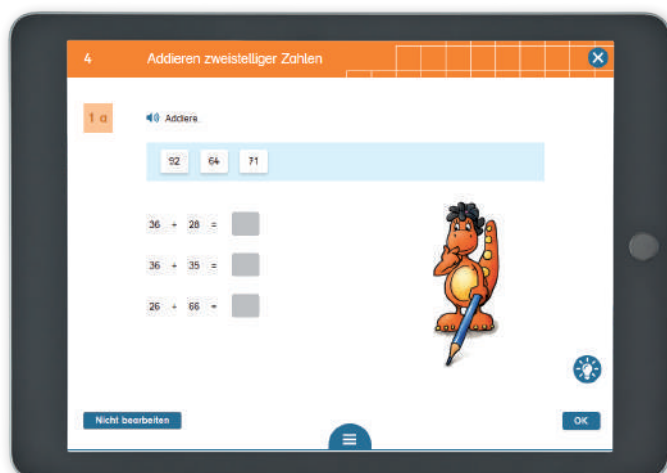 4 Addieren zweistelliger Zahlen
1 a Addiere.
92 64 71
36 + 28 =
36 + 35 =
26 + 66 =
Nicht bearbeiten OK